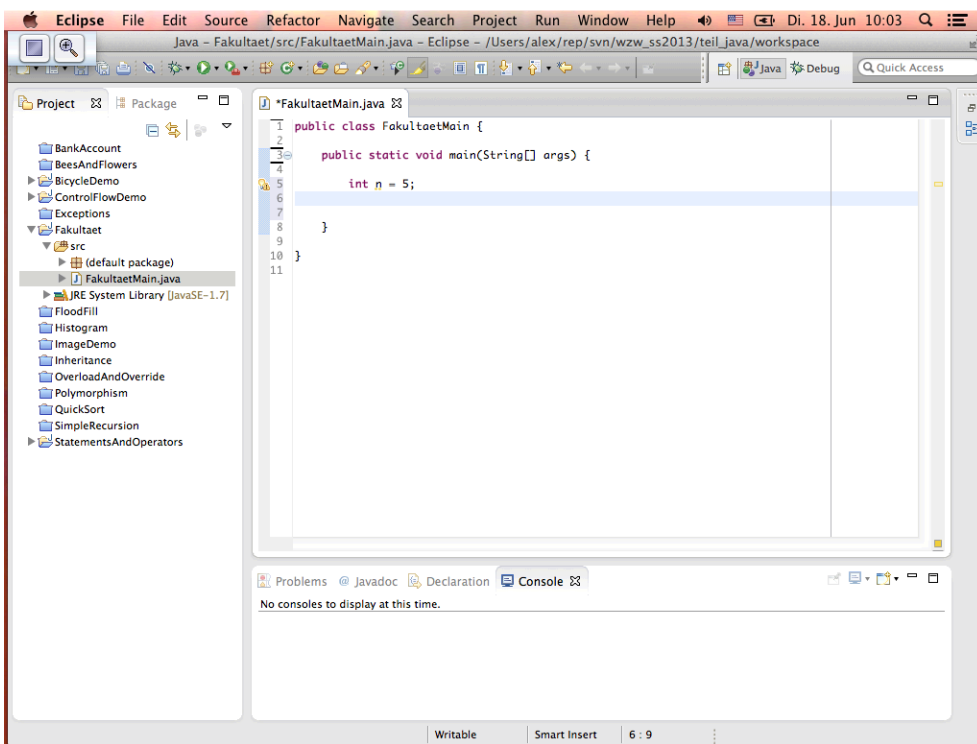 Eclipse File Edit Source Refactor Navigate Search Project Run Window Help Di. 18. Jun 10:03
Java – Fakultaet/src/FakultaetMain.java – Eclipse – /Users/alex/rep/svn/wzw_ss2013/teil_java/workspace
Java Debug Quick Access
Project Package
BankAccount
BeesAndFlowers
BicycleDemo
ControlFlowDemo
Exceptions
Fakultaet
src
(default package)
FakultaetMain.java
JRE System Library [JavaSE-1.7]
FloodFill
Histogram
ImageDemo
Inheritance
OverloadAndOverride
Polymorphism
QuickSort
SimpleRecursion
StatementsAndOperators
*FakultaetMain.java
1 public class FakultaetMain {
2
3 public static void main(String[] args) {
4
5 int n = 5;
6
7
8 }
9
10 }
11
Problems @ Javadoc Declaration Console
No consoles to display at this time.
Writable Smart Insert 6 : 9